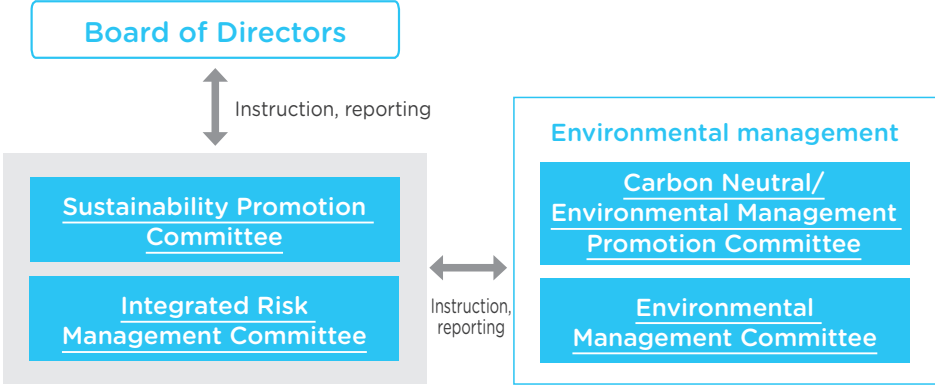 Board of Directors
Instruction, reporting
Sustainability Promotion
Committee
Integrated Risk
Management Committee
Instruction,
reporting
Environmental management
Carbon Neutral/
Environmental Management
Promotion Committee
Environmental
Management Committee